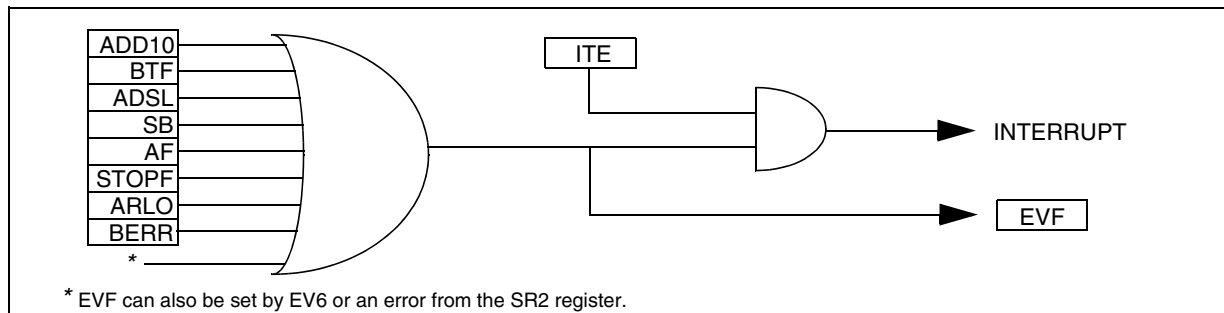 ADD10
BTF
ADSL
SB
AF
STOPF
ARLO
BERR
*
ITE
INTERRUPT
EVF
* EVF can also be set by EV6 or an error from the SR2 register.